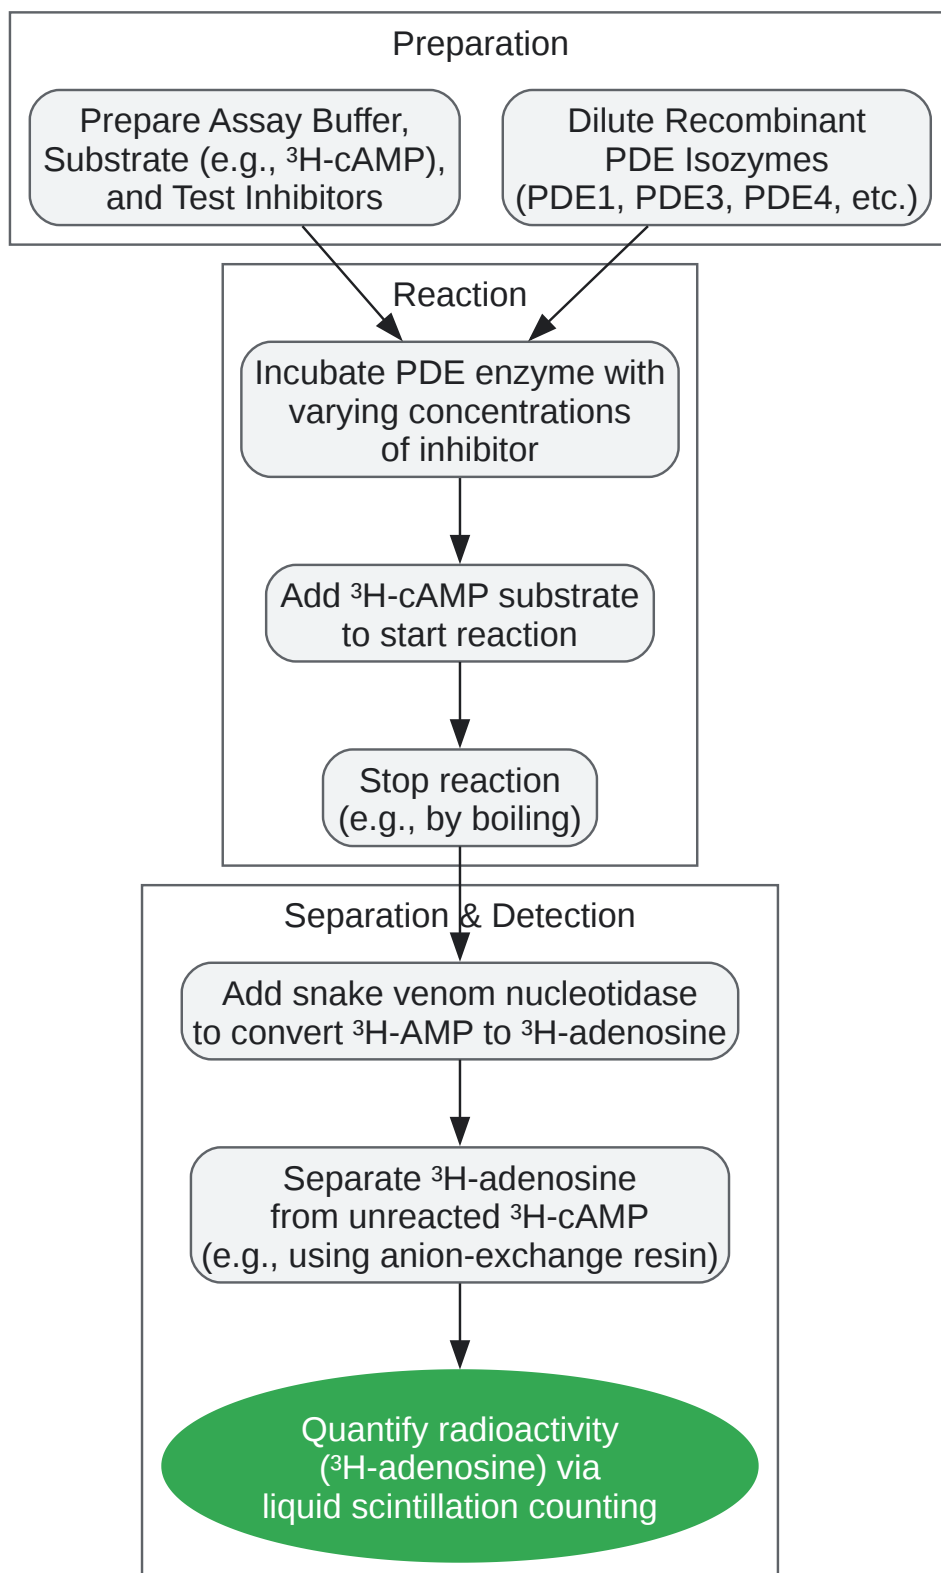 Preparation
Prepare Assay Buffer,
Substrate (e.g., ³H-cAMP),
and Test Inhibitors
Dilute Recombinant
PDE Isozymes
(PDE1, PDE3, PDE4, etc.)
Reaction
Incubate PDE enzyme with
varying concentrations
of inhibitor
Add ³H-cAMP substrate
to start reaction
Stop reaction
(e.g., by boiling)
Separation & Detection
Add snake venom nucleotidase
to convert ³H-AMP to ³H-adenosine
Separate ³H-adenosine
from unreacted ³H-cAMP
(e.g., using anion-exchange resin)
Quantify radioactivity
(³H-adenosine) via
liquid scintillation counting